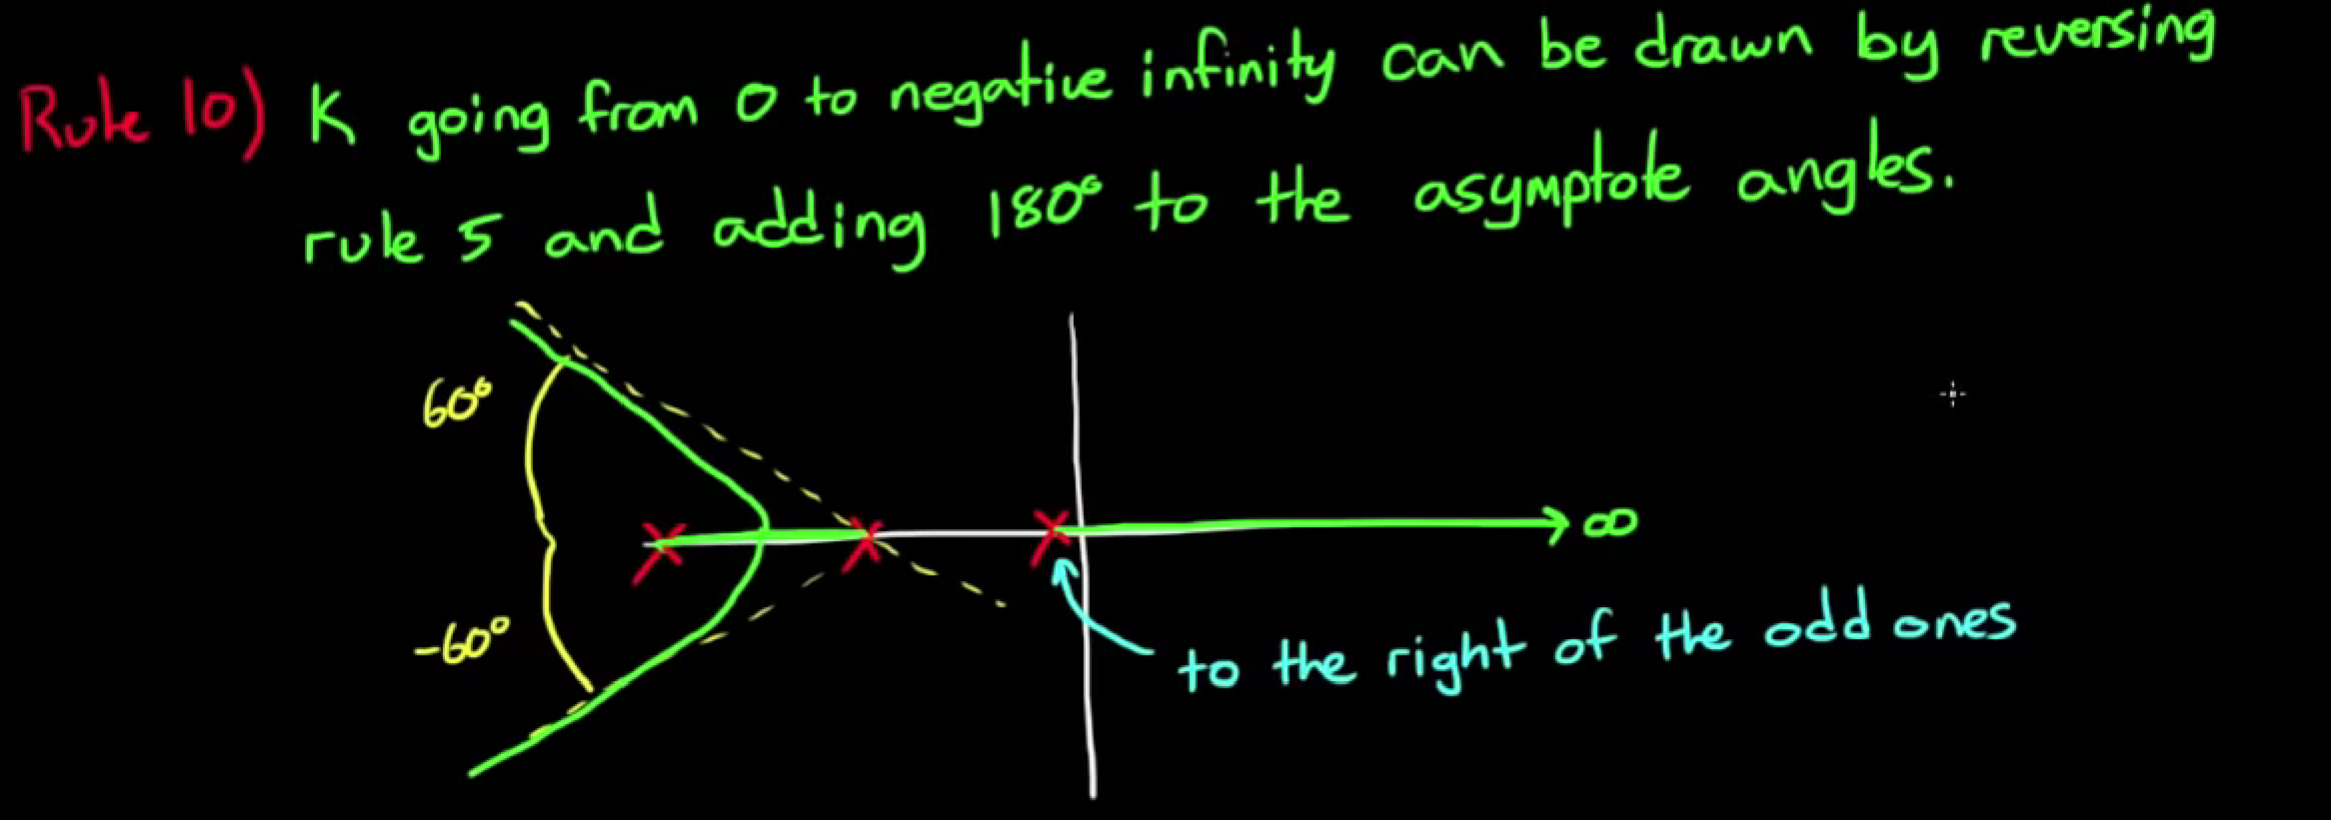 Rule 10) K going from 0 to negative infinity can be drawn by reversing
rule 5 and adding 180° to the asymptote angles.
60°
∞
-60°
to the right of the odd ones